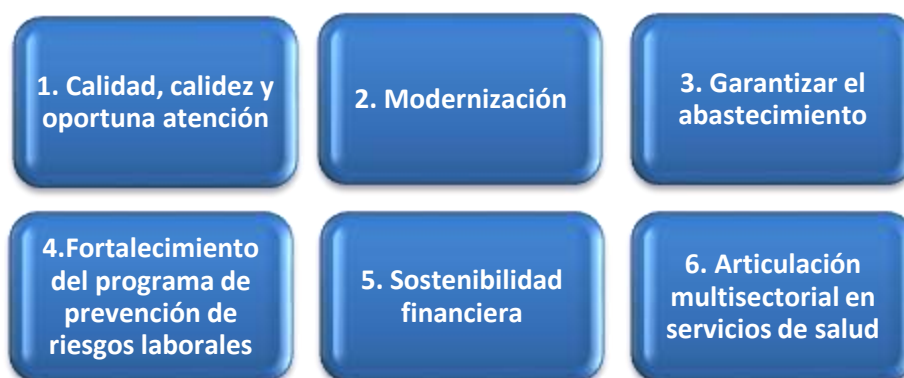 1. Calidad, calidez y
oportuna atención
2. Modernización
3. Garantizar el
abastecimiento
4.Fortalecimiento
del programa de
prevención de
riesgos laborales
5. Sostenibilidad
financiera
6. Articulación
multisectorial en
servicios de salud